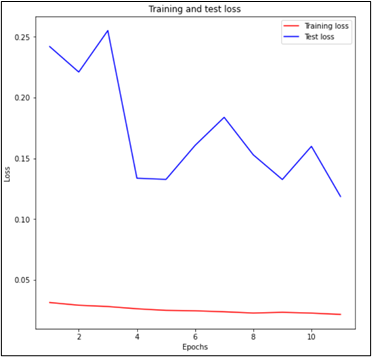 Training and test loss
Training loss
Test loss
0.25
0.20
0.15
0.10
0.05
Loss
2 4 6 8 10
Epochs